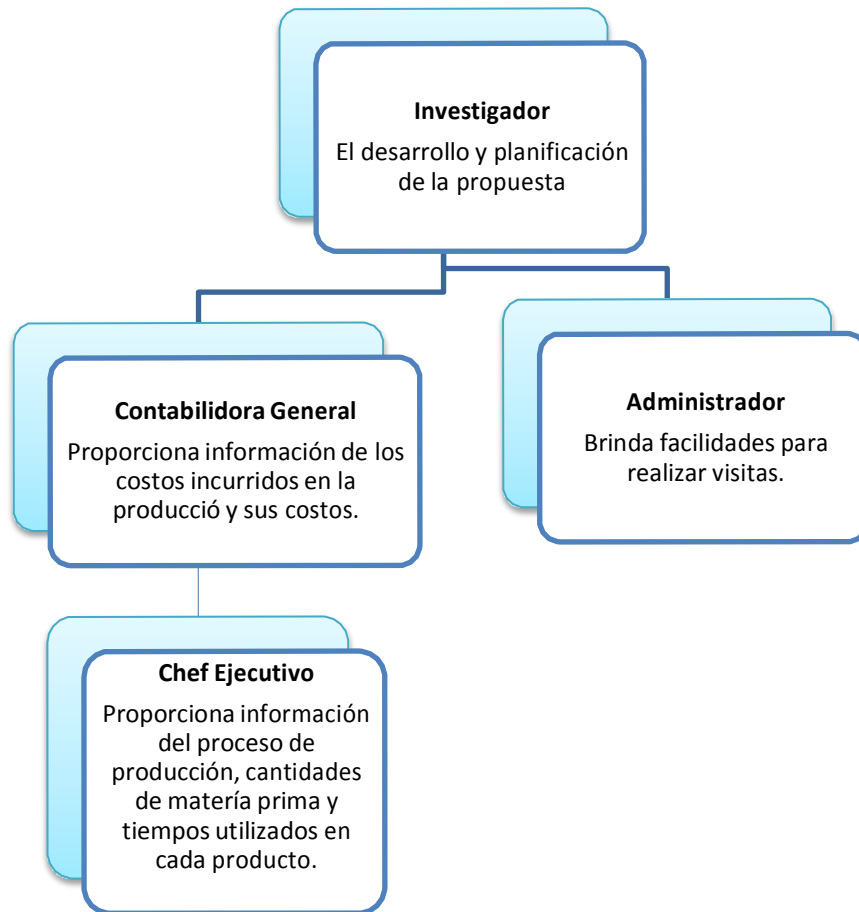 Investigador
El desarrollo y planificación
de la propuesta
Contabilidora General
Proporciona información de los
costos incurridos en la
producció y sus costos.
Administrador
Brinda facilidades para
realizar visitas.
Chef Ejecutivo
Proporciona información
del proceso de
producción, cantidades
de matería prima y
tiempos utilizados en
cada producto.